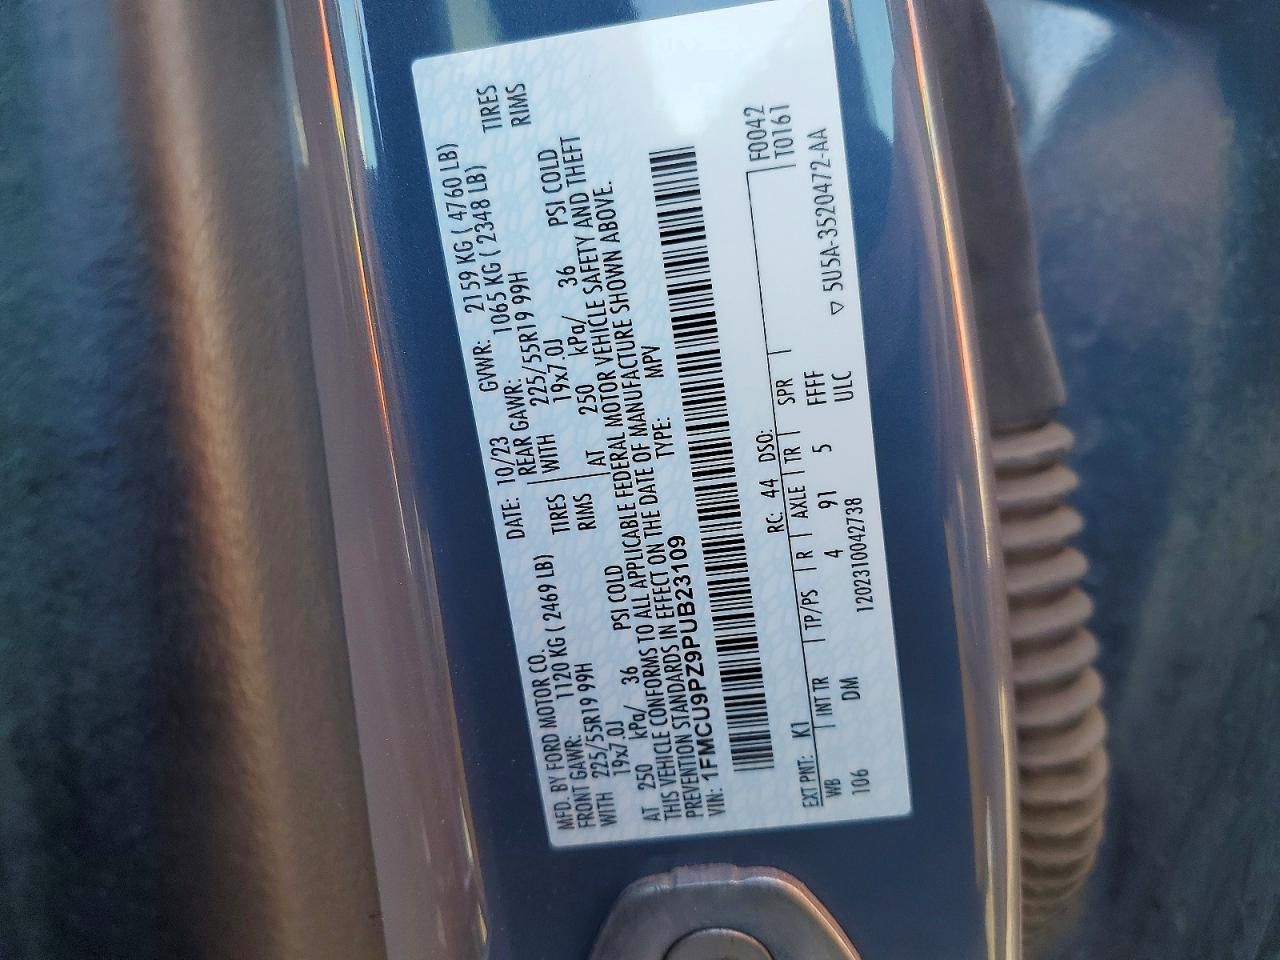 MFD. BY FORD MOTOR CO.
DATE: 10/23 GVWR: 2159 KG ( 4760 LB)
FRONT GAWR: 1120 KG ( 2469 LB) REAR GAWR: 1065 KG ( 2348 LB)
WITH 225/55R19 99H TIRES WITH 225/55R19 99H TIRES
19x7.0J RIMS 19x7.0J RIMS
AT 250 kPa/ 36 PSI COLD AT 250 kPa/ 36 PSI COLD
THIS VEHICLE CONFORMS TO ALL APPLICABLE FEDERAL MOTOR VEHICLE SAFETY AND THEFT
PREVENTION STANDARDS IN EFFECT ON THE DATE OF MANUFACTURE SHOWN ABOVE.
VIN: 1FMCU9PZ9PUB23109 TYPE: MPV
F0042
T0161
EXT PNT: K1 RC: 44 DSO:
WB INT TR TP/PS R AXLE TR SPR
106 DM 4 91 5 FFFF ▽ 5U5A-3520472-AA
1202310042738 ULC